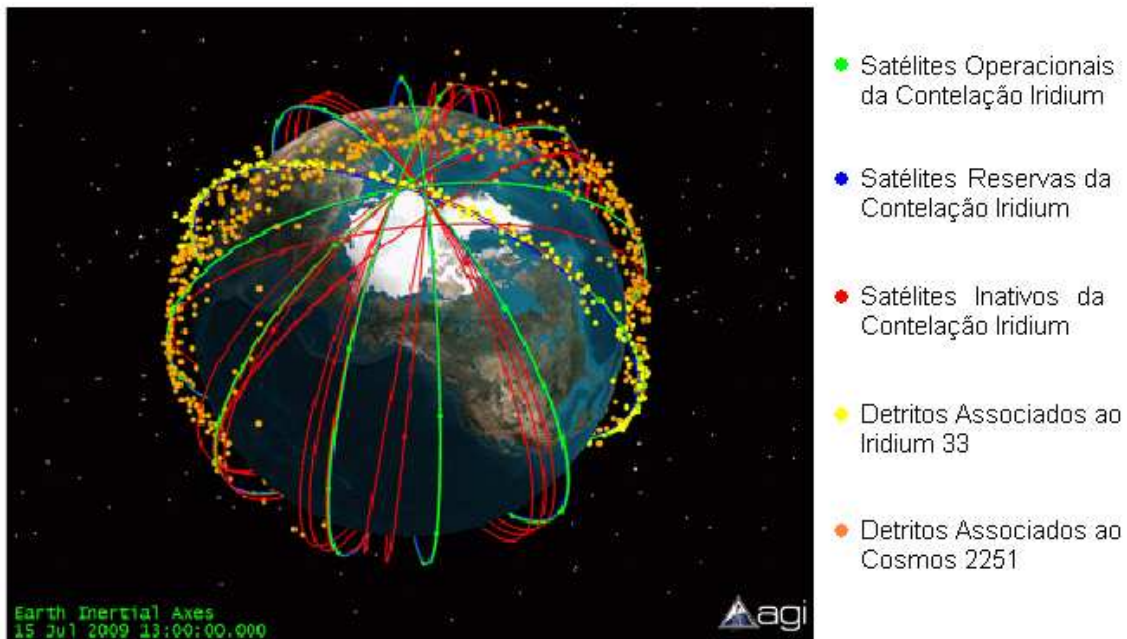 Satélites Operacionais
da Contelação Iridium
Satélites Reservas da
Contelação Iridium
Satélites Inativos da
Contelação Iridium
Detritos Associados ao
Iridium 33
Detritos Associados ao
Cosmos 2251
Earth Inertial Axes
15 Jul 2009 13:00:00.000
agi